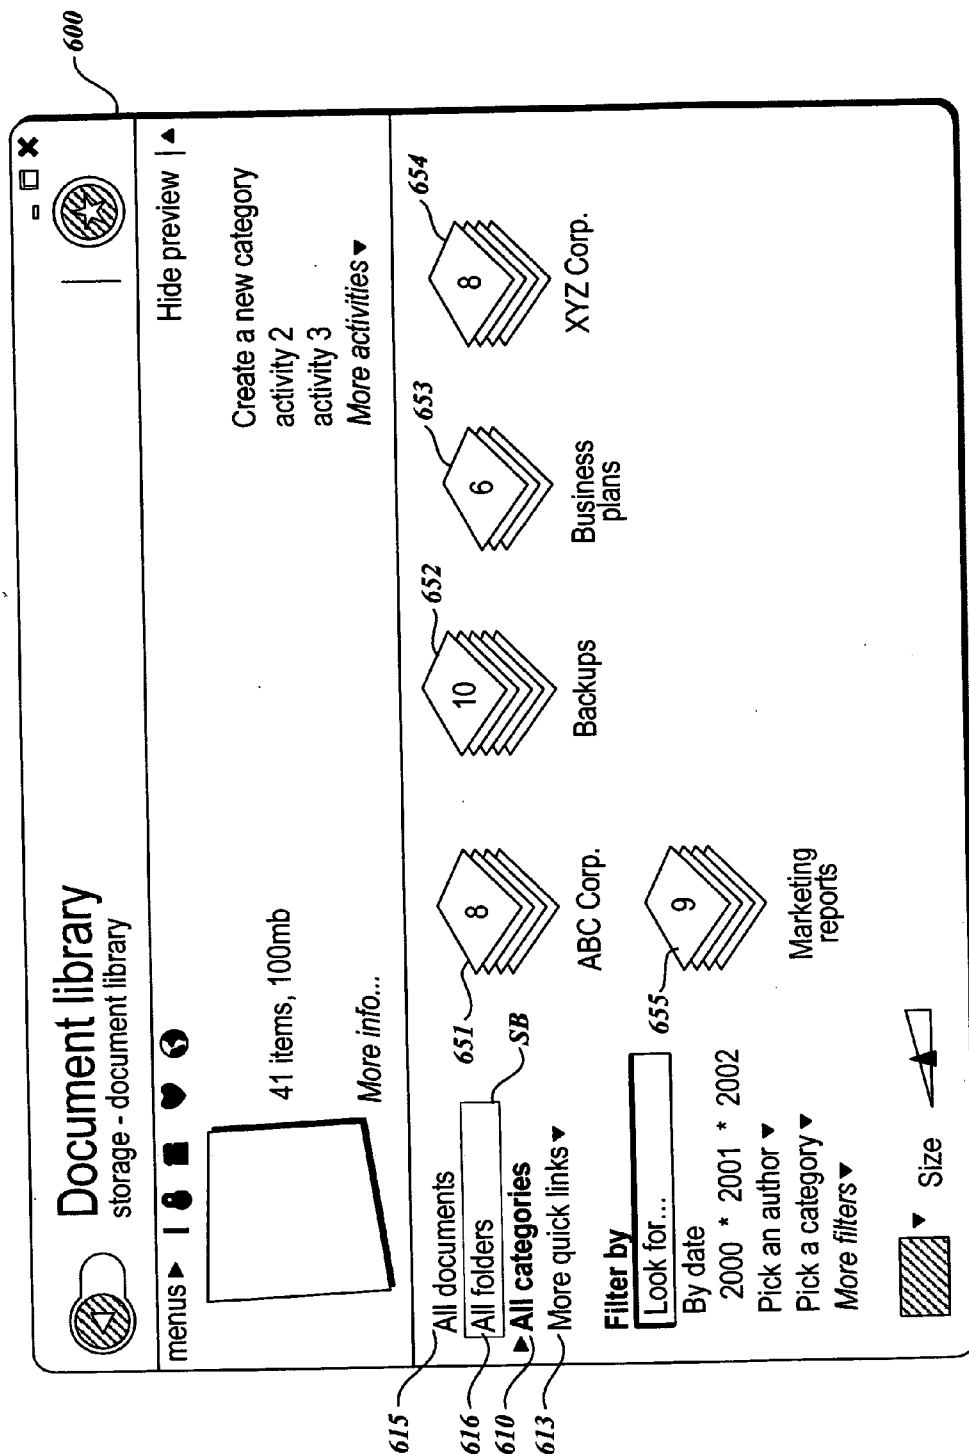 600
Document library
storage - document library
menus
Hide preview
41 items, 100mb
More info...
Create a new category
activity 2
activity 3
More activities
615
All documents
616
All folders
SB
610
All categories
613
More quick links
Filter by
Look for...
By date
2000 * 2001 * 2002
Pick an author
Pick a category
More filters
Size
651
8
ABC Corp.
652
10
Backups
653
6
Business
plans
654
8
XYZ Corp.
655
9
Marketing
reports